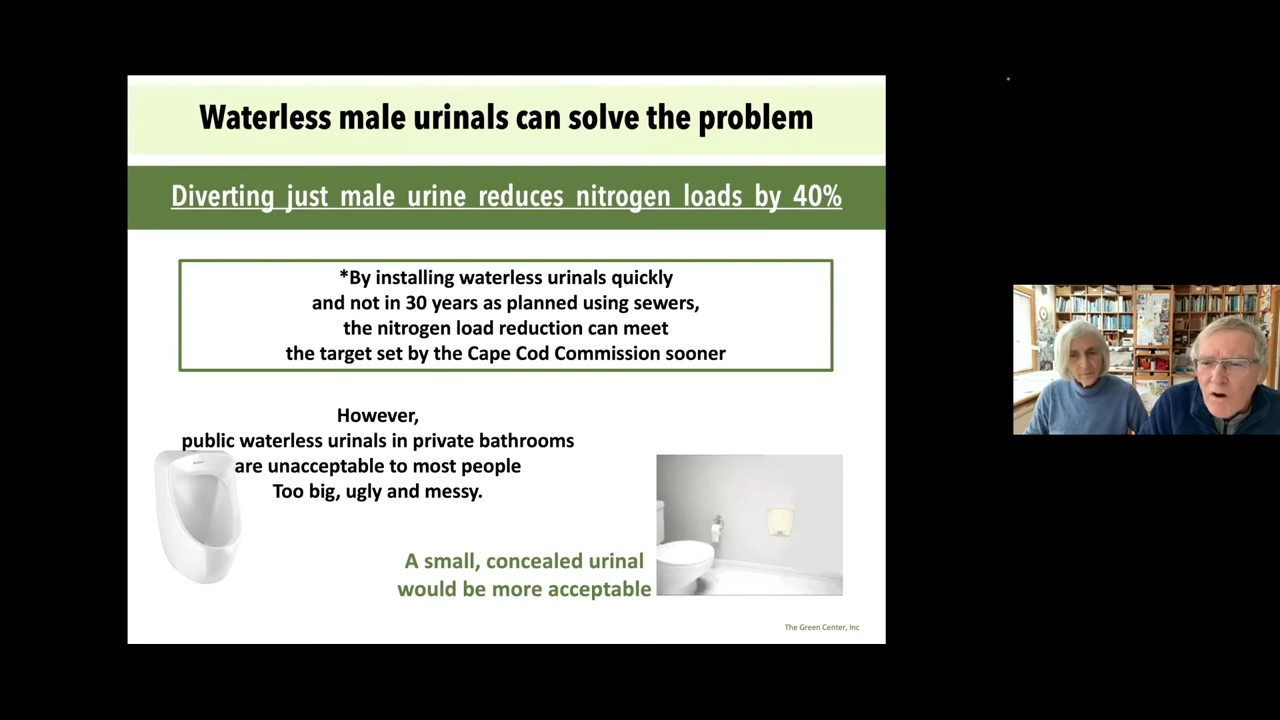 Waterless male urinals can solve the problem
Diverting just male urine reduces nitrogen loads by 40%
*By installing waterless urinals quickly
and not in 30 years as planned using sewers,
the nitrogen load reduction can meet
the target set by the Cape Cod Commission sooner
However,
public waterless urinals in private bathrooms
are unacceptable to most people
Too big, ugly and messy.
A small, concealed urinal
would be more acceptable
The Green Center, Inc